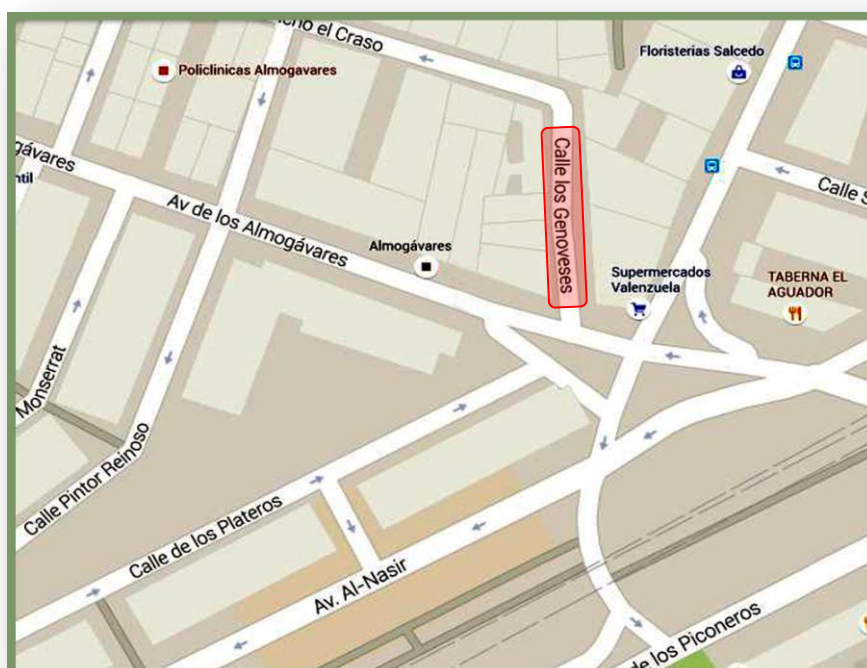 cho el Craso
Floristerias Salcedo
Policlinicas Almogavares
ogávares
ntil
Calle los Genoveses
Calle S
Av de los Almogávares
Almogávares
Supermercados
Valenzuela
TABERNA EL
AGUADOR
Monserrat
Calle Pintor Reinoso
Calle de los Plateros
Av. Al-Nasir
de los Piconeros